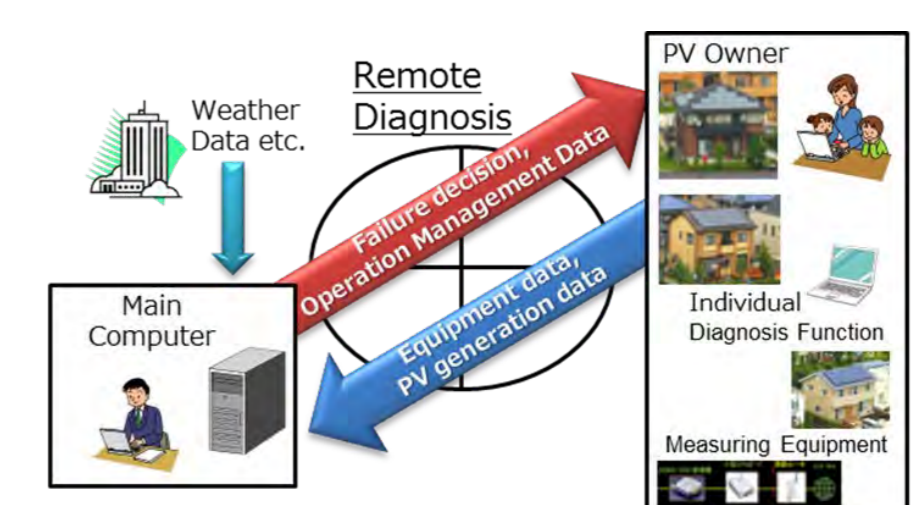 Remote
Diagnosis
Weather
Data etc.
Failure decision,
Operation Management Data
Equipment data,
PV generation data
Main
Computer
PV Owner
Individual
Diagnosis Function
Measuring Equipment